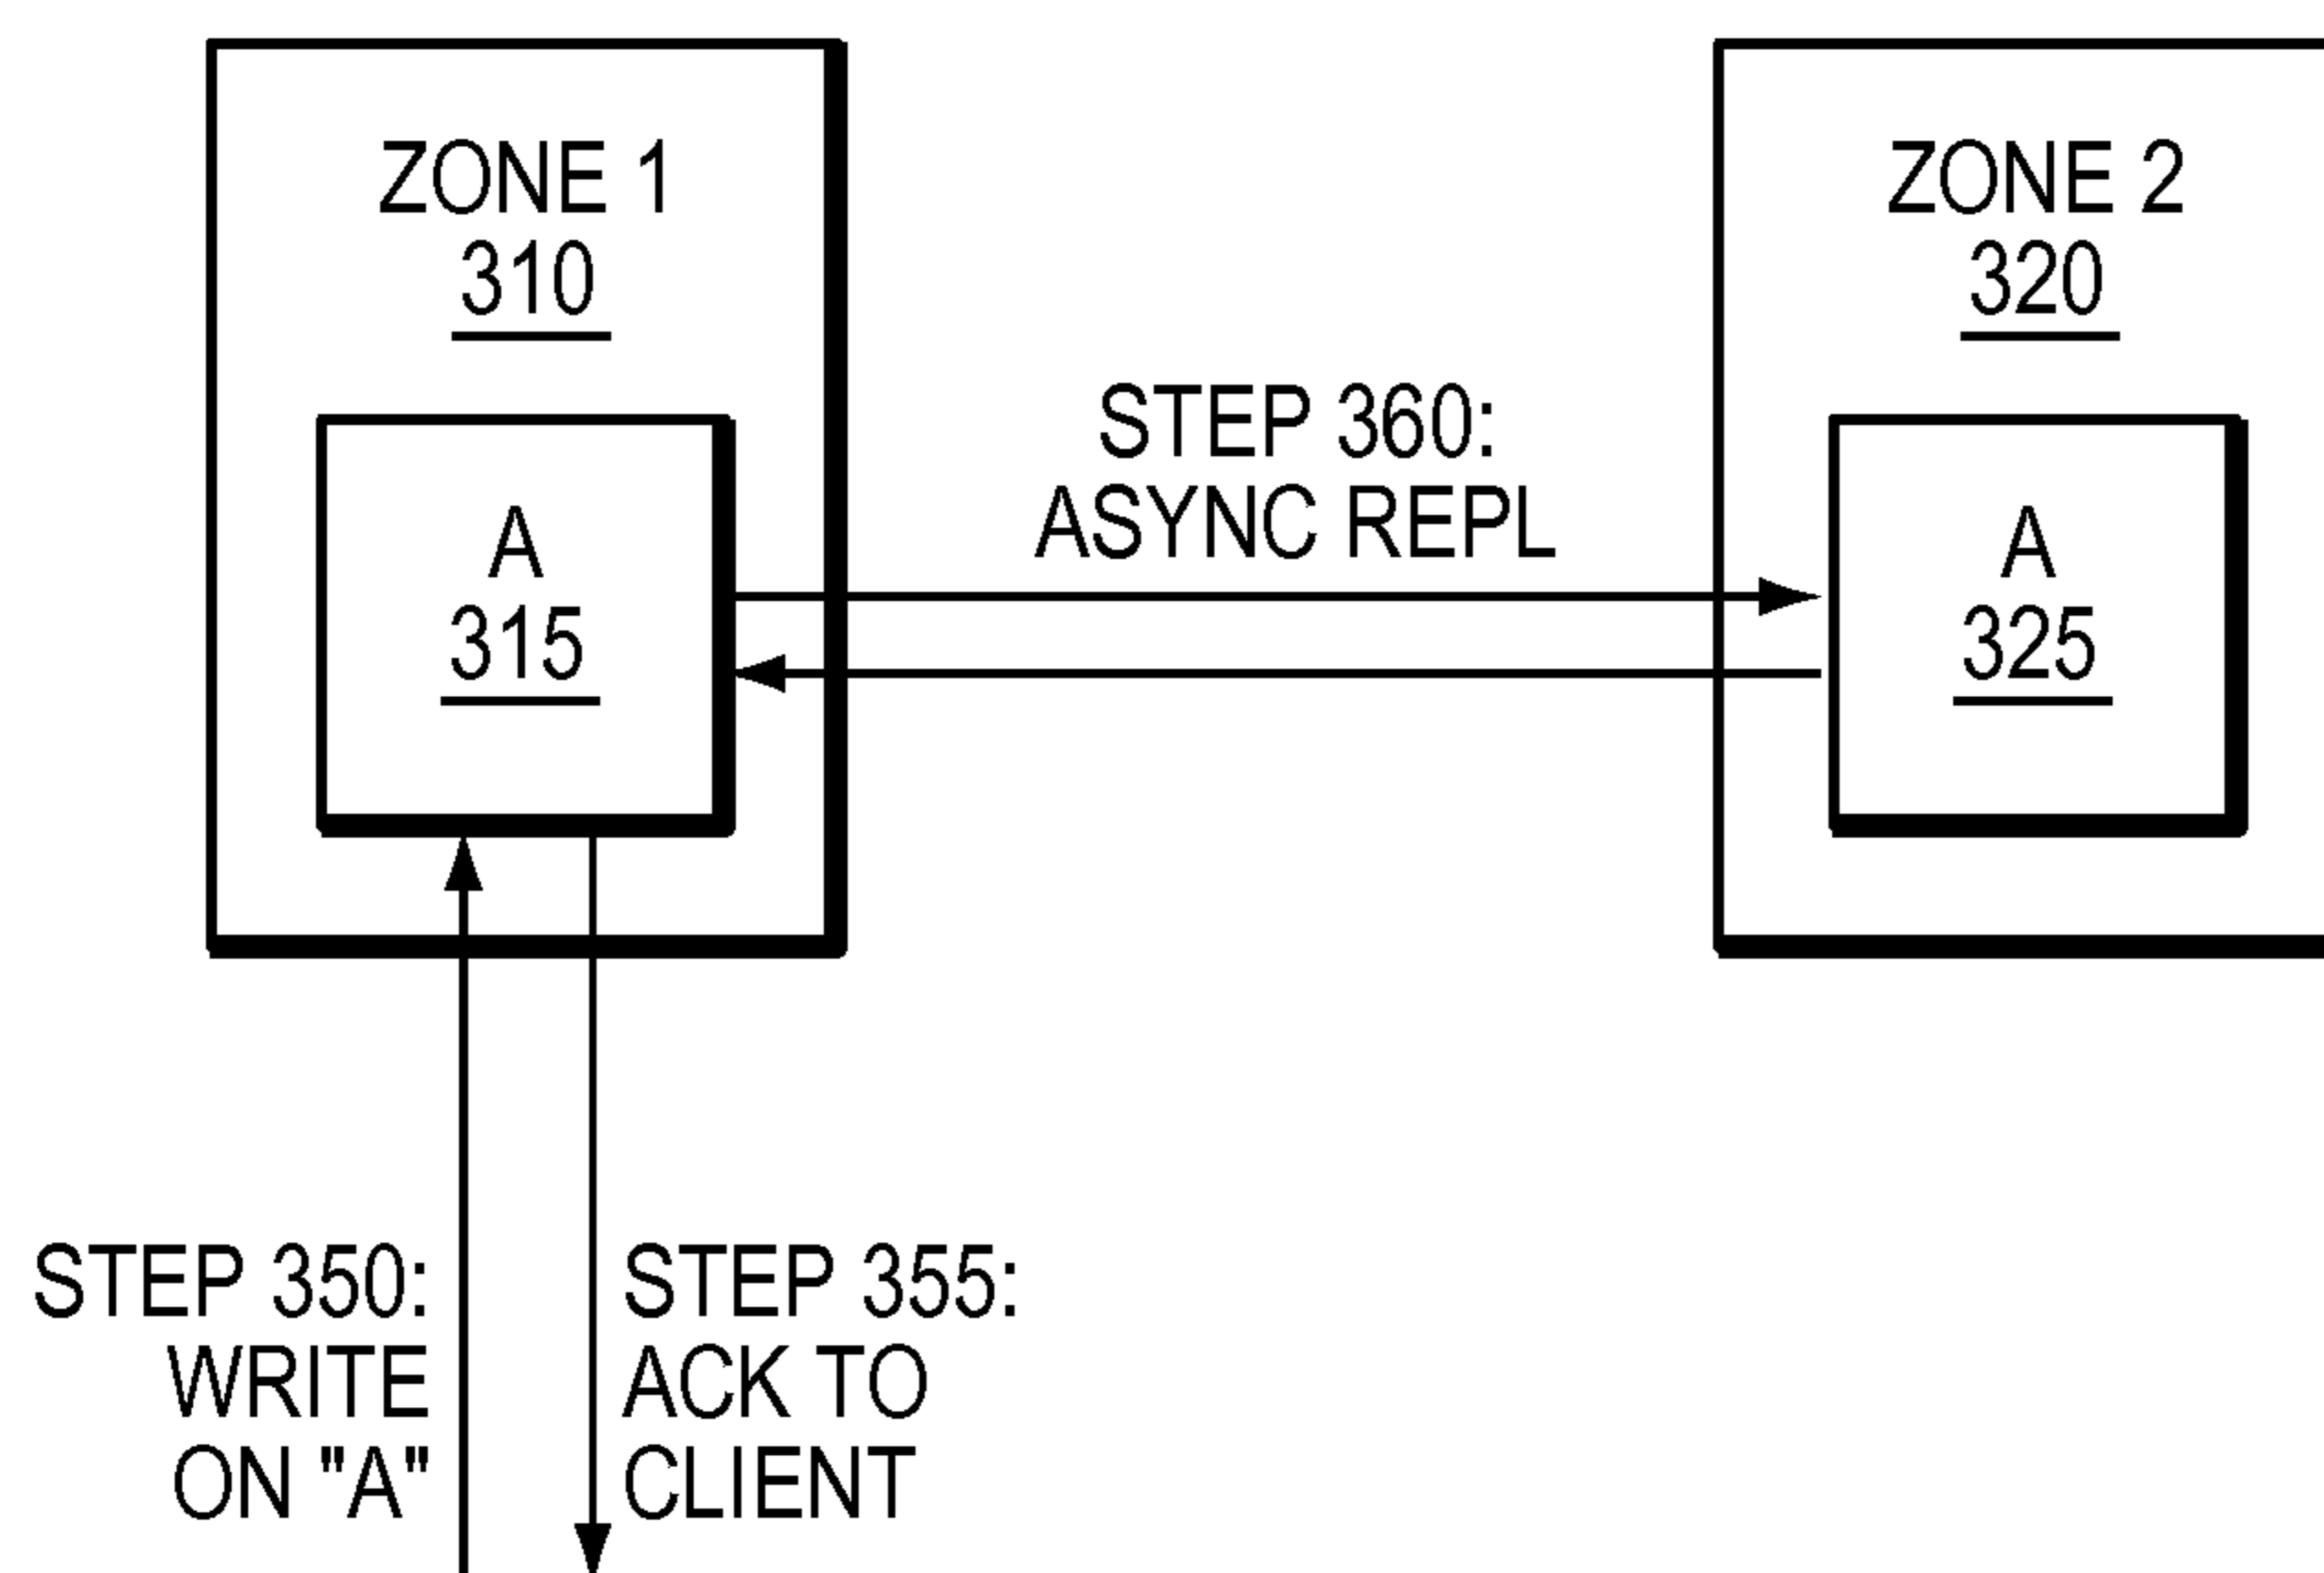 ZONE 1
310
ZONE 2
320
STEP 360:
ASYNC REPL
A
315
A
325
STEP 350:
WRITE
ON "A"
STEP 355:
ACK TO
CLIENT